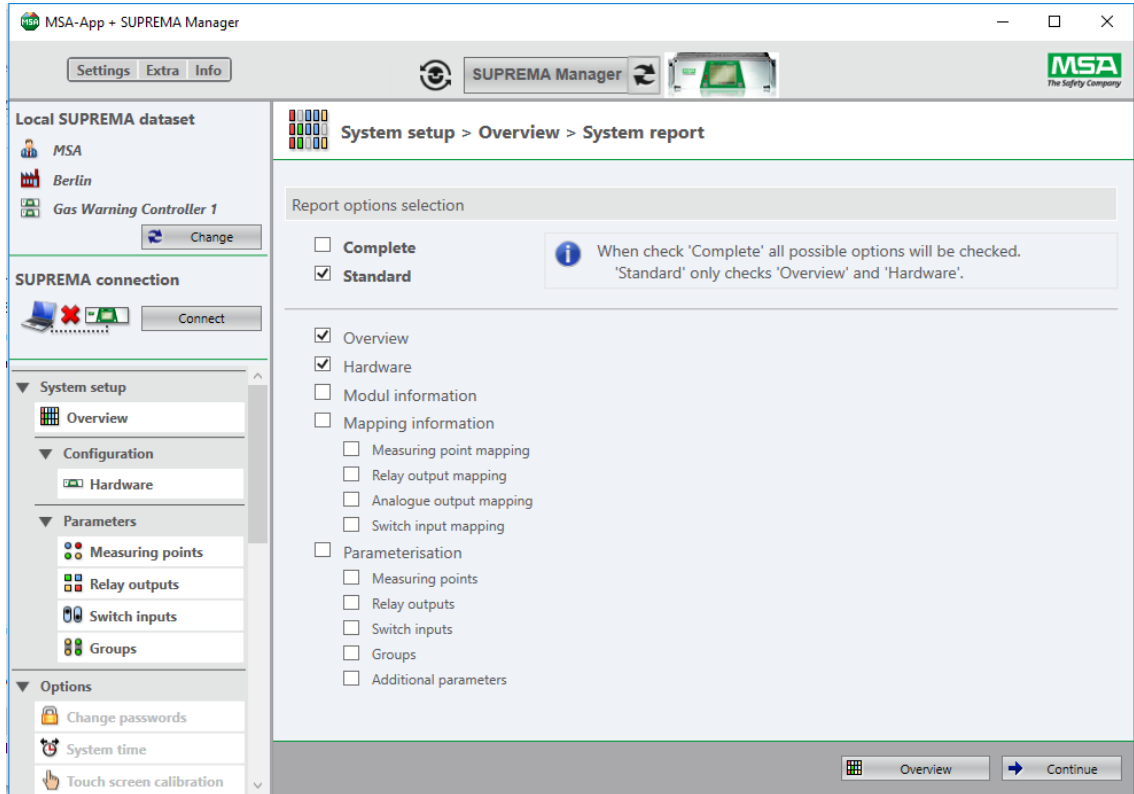 MSA-App + SUPREMA Manager
Settings Extra Info
SUPREMA Manager
MSA
The Safety Company
Local SUPREMA dataset
MSA
Berlin
Gas Warning Controller 1
Change
SUPREMA connection
Connect
System setup
Overview
Configuration
Hardware
Parameters
Measuring points
Relay outputs
Switch inputs
Groups
Options
Change passwords
System time
Touch screen calibration
System setup > Overview > System report
Report options selection
Complete
Standard
When check 'Complete' all possible options will be checked.
'Standard' only checks 'Overview' and 'Hardware'.
Overview
Hardware
Modul information
Mapping information
Measuring point mapping
Relay output mapping
Analogue output mapping
Switch input mapping
Parameterisation
Measuring points
Relay outputs
Switch inputs
Groups
Additional parameters
Overview
Continue